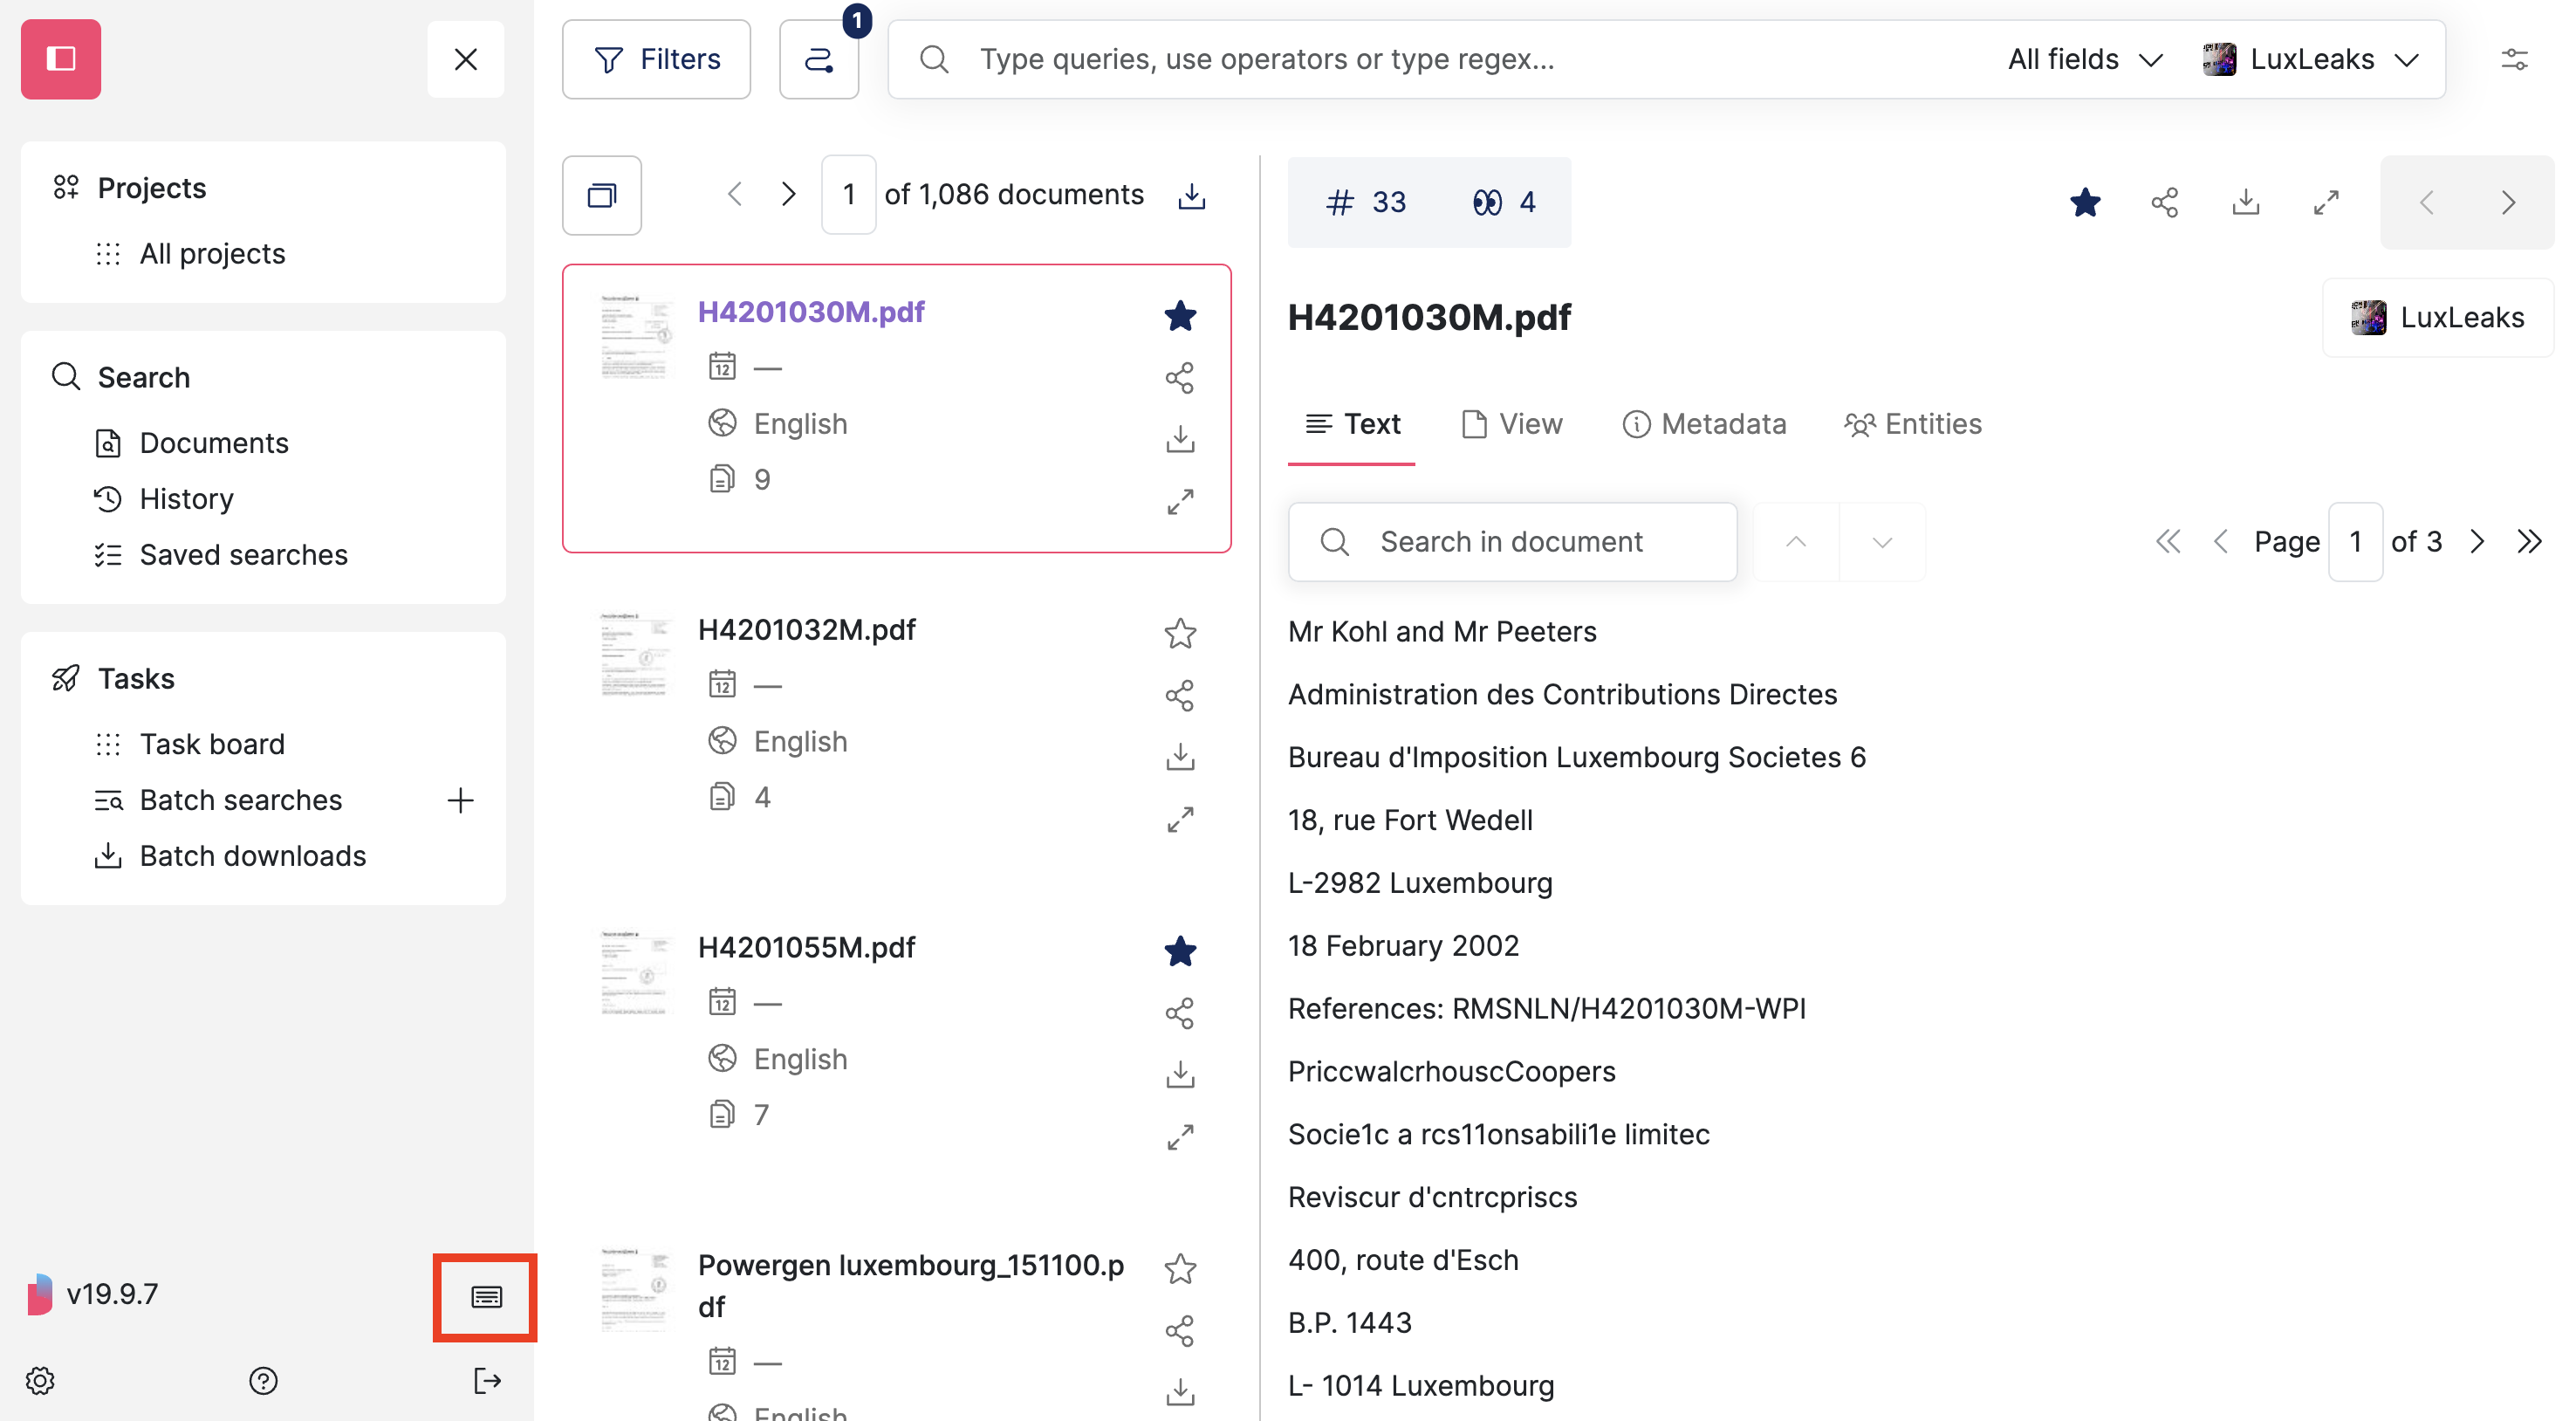 Projects
All projects
Search
Documents
History
Saved searches
Tasks
Task board
Batch searches
Batch downloads
v19.9.7
Filters
1
Type queries, use operators or type regex...
All fields
LuxLeaks
1 of 1,086 documents
H4201030M.pdf
12 —
English
9
H4201032M.pdf
12 —
English
4
H4201055M.pdf
12 —
English
7
Powergen luxembourg_151100.p
df
12 —
English
# 33
4
H4201030M.pdf
LuxLeaks
Text
View
Metadata
Entities
Search in document
Page 1 of 3
Mr Kohl and Mr Peeters
Administration des Contributions Directes
Bureau d'Imposition Luxembourg Societes 6
18, rue Fort Wedell
L-2982 Luxembourg
18 February 2002
References: RMSNLN/H4201030M-WPI
PriccwalcrhouscCoopers
Socie1c a rcs11onsabili1e limitec
Reviscur d'cntrcpriscs
400, route d'Esch
B.P. 1443
L- 1014 Luxembourg